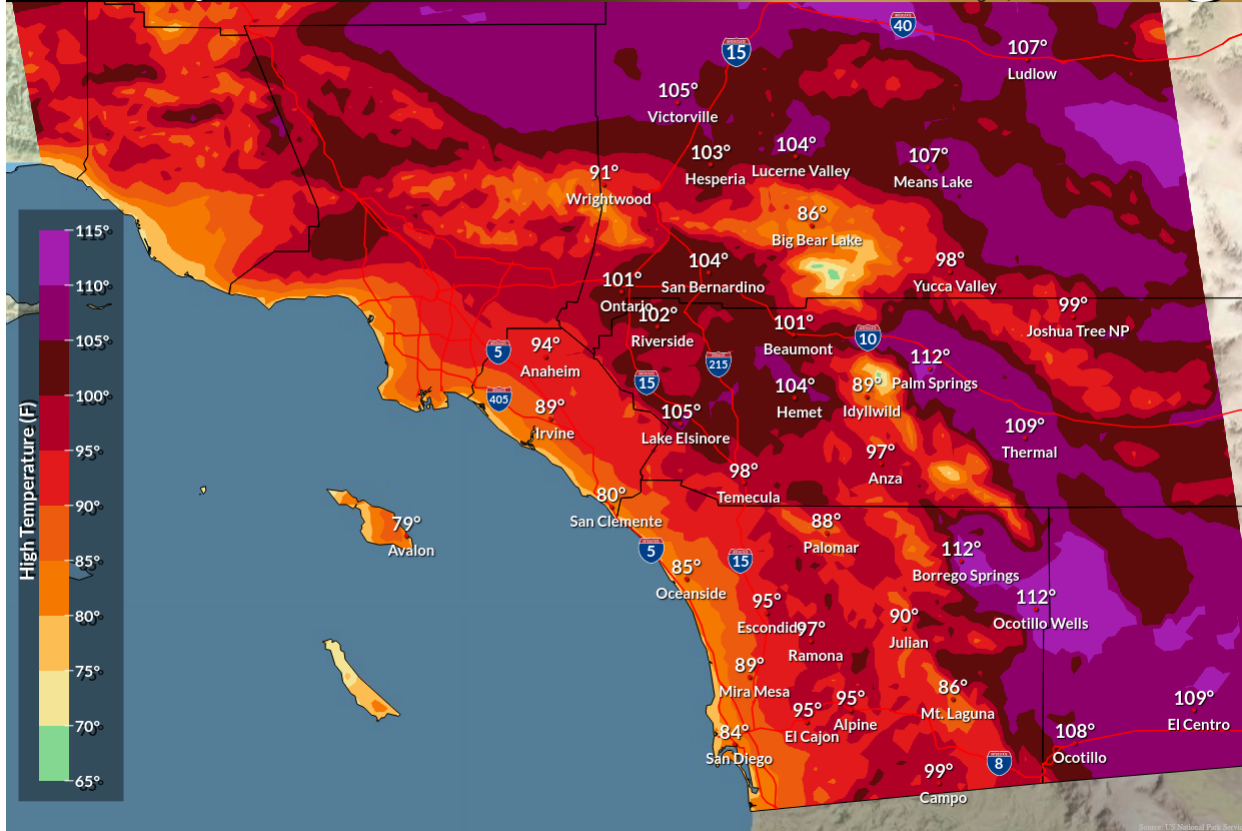 40
15
107°
Ludlow
105°
Victorville
103°
Hesperia
104°
Lucerne Valley
107°
Means Lake
91°
Wrightwood
86°
Big Bear Lake
98°
Yucca Valley
104°
San Bernardino
101°
Ontario
102°
Riverside
99°
Joshua Tree NP
101°
Beaumont
10
5
94°
Anaheim
215
15
112°
Palm Springs
89°
Idyllwild
104°
Hemet
405
89°
Irvine
105°
Lake Elsinore
109°
Thermal
97°
Anza
98°
Temecula
80°
San Clemente
79°
Avalon
88°
Palomar
5
15
112°
Borrego Springs
85°
Oceanside
112°
Ocotillo Wells
95°
Escondido
97°
Ramona
90°
Julian
89°
Mira Mesa
86°
Mt. Laguna
95°
Alpine
95°
El Cajon
84°
San Diego
109°
El Centro
108°
Ocotillo
8
99°
Campo
High Temperature (F)
115°
110°
105°
100°
95°
90°
85°
80°
75°
70°
65°
Source: US National Park Servic